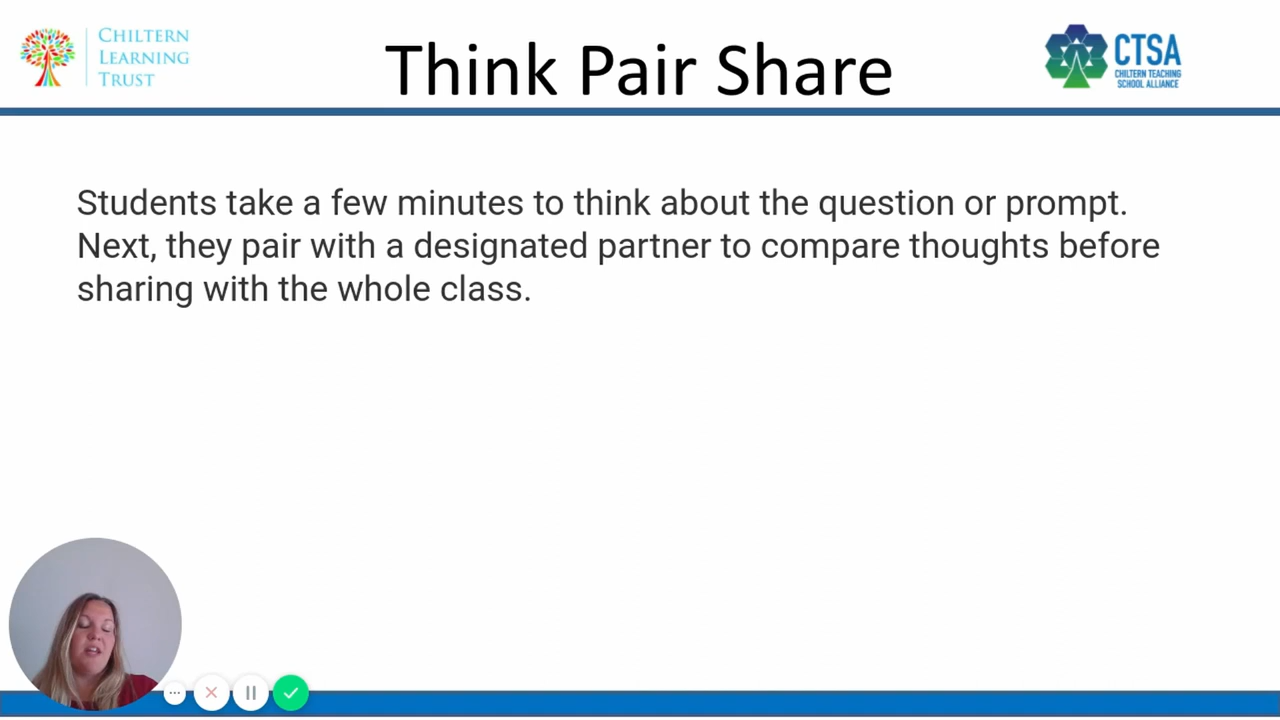 CHILTERN
LEARNING
TRUST
Think Pair Share
CTSA
CHILTERN TEACHING
SCHOOL ALLIANCE
Students take a few minutes to think about the question or prompt.
Next, they pair with a designated partner to compare thoughts before
sharing with the whole class.